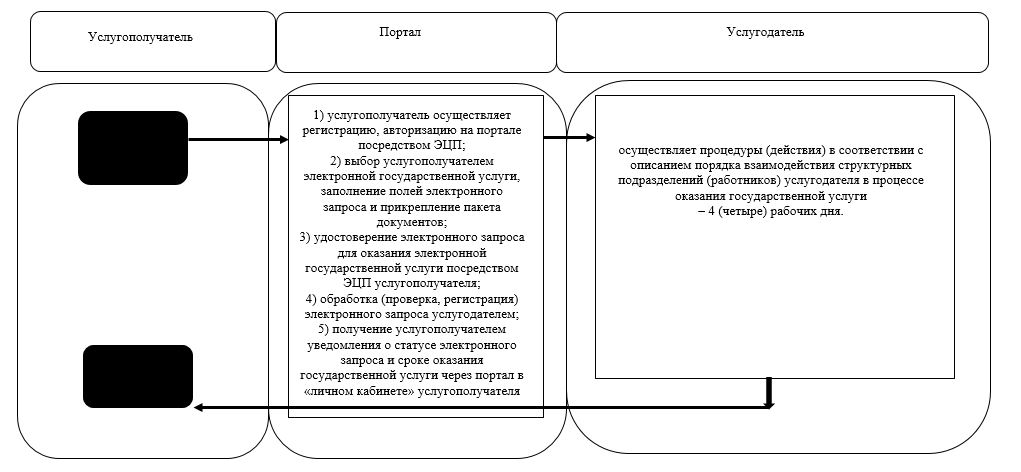 Услугополучатель
Портал
Услугодатель
1) услугополучатель осуществляет
регистрацию, авторизацию на портале
посредством ЭЦП;
2) выбор услугополучателем
электронной государственной услуги,
заполнение полей электронного
запроса и прикрепление пакета
документов;
3) удостоверение электронного запроса
для оказания электронной
государственной услуги посредством
ЭЦП услугополучателя;
4) обработка (проверка, регистрация)
электронного запроса услугодателем;
5) получение услугополучателем
уведомления о статусе электронного
запроса и сроке оказания
государственной услуги через портал в
«личном кабинете» услугополучателя
осуществляет процедуры (действия) в соответствии с
описанием порядка взаимодействия структурных
подразделений (работников) услугодателя в процессе
оказания государственной услуги
– 4 (четыре) рабочих дня.